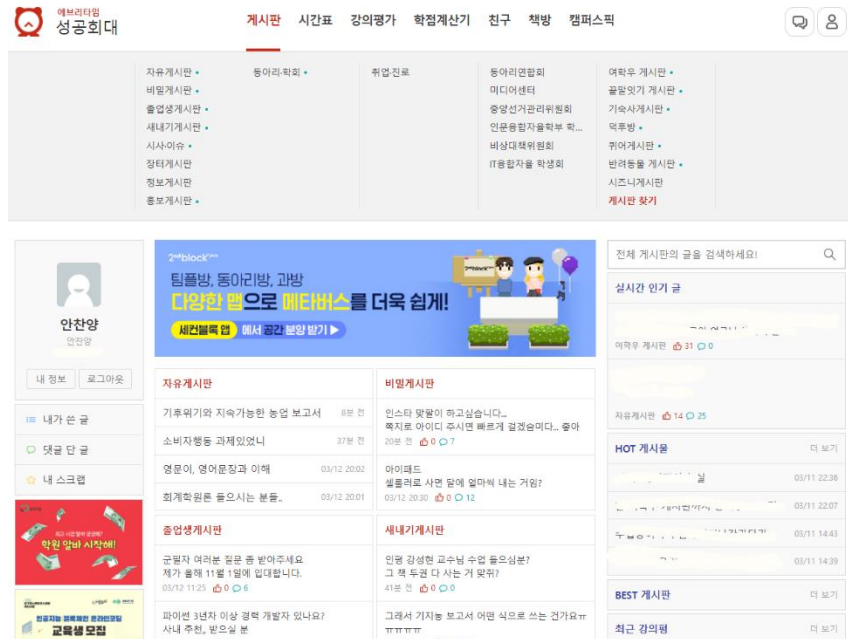 에브리타임
성공회대
게시판 시간표 강의평가 학점계산기 친구 책방 캠퍼스픽
자유게시판
비밀게시판
졸업생게시판
새내기게시판
시사·이슈
장터게시판
정보게시판
홍보게시판
동아리·학회
취업·진로
동아리연합회
미디어센터
중앙선거관리위원회
인문융합자율학부 학...
비상대책위원회
IT융합자율 학생회
여학우 게시판
끝말잇기 게시판
기숙사게시판
덕후방
퀴어게시판
반려동물 게시판
시즈니게시판
게시판 찾기
안찬양
안찬양
내 정보 로그아웃
내가 쓴 글
댓글 단 글
내 스크랩
학원 알바 시작해!
인공지능 블록체인 온라인코딩
교육생 모집
2ndblock
팀플방, 동아리방, 과방
다양한 맵으로 메타버스를 더욱 쉽게!
세컨블록 앱 에서 공간 분양 받기 ▶
자유게시판
기후위기와 지속가능한 농업 보고서 8분 전
소비자행동 과제있었니 37분 전
영문이, 영어문장과 이해 03/12 20:02
회계학원론 들으시는 분들.. 03/12 20:01
비밀게시판
인스타 맞팔이 하고싶습니다...
쪽지로 아이디 주시면 빠르게 걸겠숨미다... 좋아
20분 전 0 7
아이패드
셀룰러로 사면 달에 얼마씩 내는 거임?
03/12 20:30 0 12
졸업생게시판
군필자 여러분 질문 좀 받아주세요
제가 올해 11월 1일에 입대합니다.
03/12 11:25 0 6
파이썬 3년차 이상 경력 개발자 있나요?
사내 추천, 받으실 분
새내기게시판
인평 강성현 교수님 수업 들으심분?
그 책 두권 다 사는 거 맞쥐?
41분 전 0 0
그래서 기지농 보고서 어떤 식으로 쓰는 건가요ㅠ
ㅠㅠㅠㅠ
전체 게시판의 글을 검색하세요!
실시간 인기 글
여학우 게시판 31 0
자유게시판 14 25
HOT 게시물 더 보기
03/11 22:36
03/11 22:07
03/11 14:43
03/11 14:39
BEST 게시판 더 보기
최근 강의평 더 보기